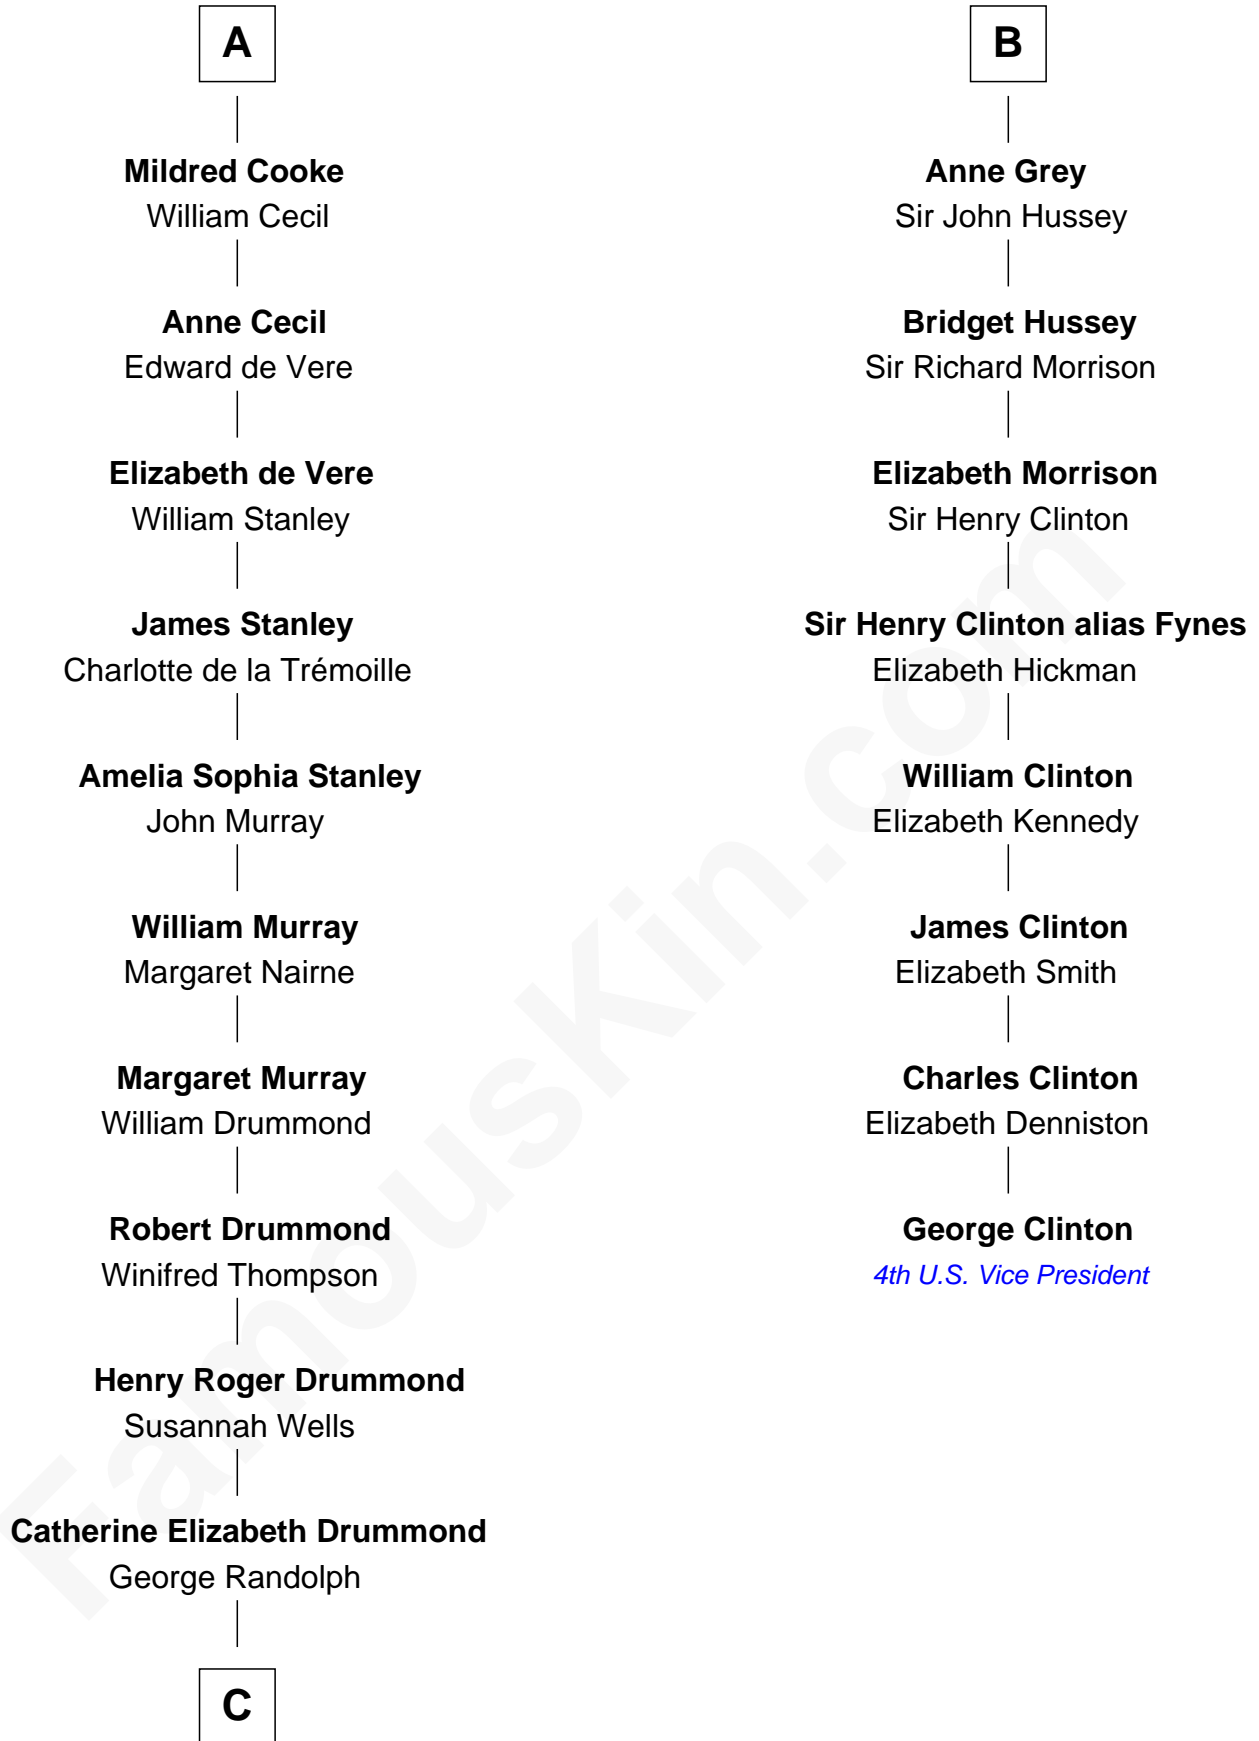 A
Mildred Cooke
William Cecil
Anne Cecil
Edward de Vere
Elizabeth de Vere
William Stanley
James Stanley
Charlotte de la Trémoille
Amelia Sophia Stanley
John Murray
William Murray
Margaret Nairne
Margaret Murray
William Drummond
Robert Drummond
Winifred Thompson
Henry Roger Drummond
Susannah Wells
Catherine Elizabeth Drummond
George Randolph
C
B
Anne Grey
Sir John Hussey
Bridget Hussey
Sir Richard Morrison
Elizabeth Morrison
Sir Henry Clinton
Sir Henry Clinton alias Fynes
Elizabeth Hickman
William Clinton
Elizabeth Kennedy
James Clinton
Elizabeth Smith
Charles Clinton
Elizabeth Denniston
George Clinton
4th U.S. Vice President
FamousKin.com